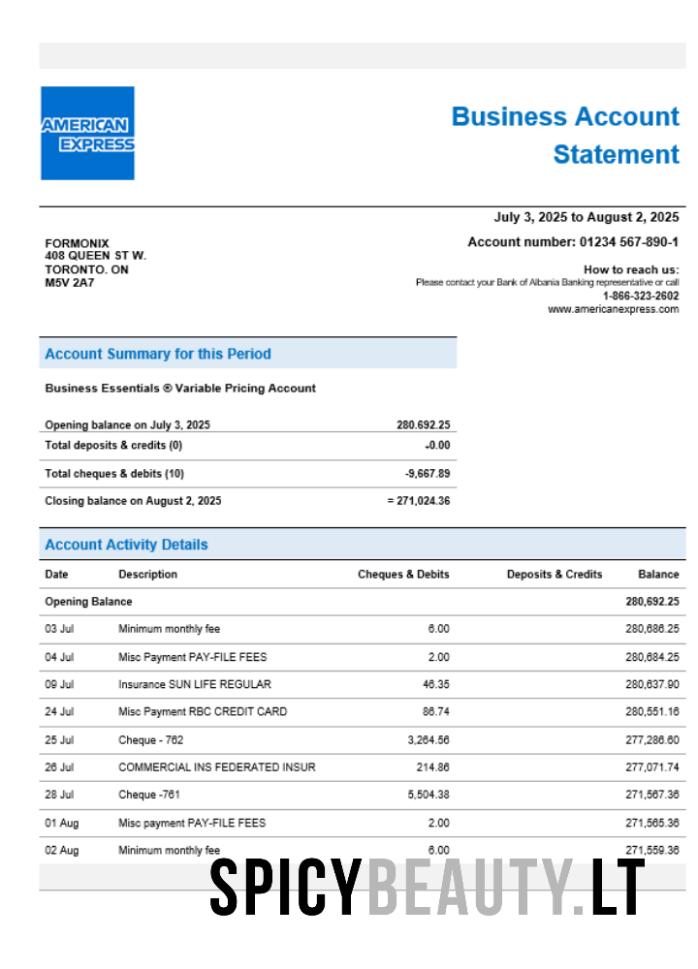 AMERICAN
EXPRESS
Business Account
Statement
July 3, 2025 to August 2, 2025
FORMONIX
408 QUEEN ST W.
TORONTO. ON
M5V 2A7
Account number: 01234 567-890-1
How to reach us:
Please contact your Bank of Albania Banking representative or call
1-866-323-2602
www.americanexpress.com
Account Summary for this Period
Business Essentials ® Variable Pricing Account
Opening balance on July 3, 2025 280.692.25
Total deposits & credits (0) -0.00
Total cheques & debits (10) -9,667.89
Closing balance on August 2, 2025 = 271,024.36
Account Activity Details
Date Description Cheques & Debits Deposits & Credits Balance
Opening Balance 280,692.25
03 Jul Minimum monthly fee 6.00 280,686.25
04 Jul Misc Payment PAY-FILE FEES 2.00 280,684.25
09 Jul Insurance SUN LIFE REGULAR 46.35 280,637.90
24 Jul Misc Payment RBC CREDIT CARD 86.74 280,551.16
25 Jul Cheque - 762 3,264.56 277,286.60
26 Jul COMMERCIAL INS FEDERATED INSUR 214.86 277,071.74
28 Jul Cheque -761 5,504.38 271,567.36
01 Aug Misc payment PAY-FILE FEES 2.00 271,565.36
02 Aug Minimum monthly fee 6.00 271,559.36
SPICYBEAUTY.LT